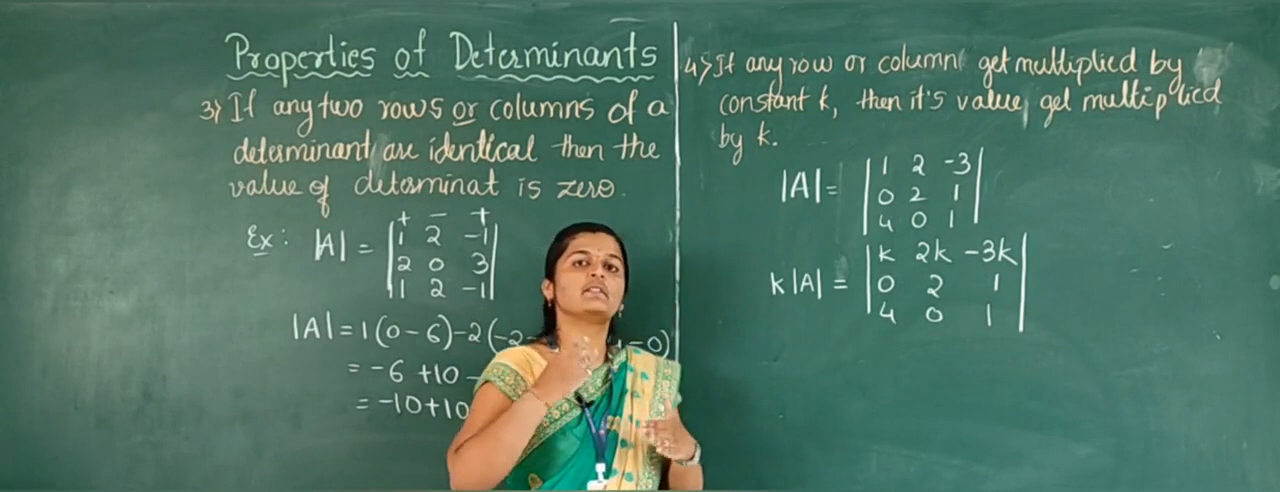 Properties of Determinants
3) If any two rows or columns of a
determinant are identical then the
value of determinat is zero.
+ - +
Ex: |A| = | 1 2 -1 |
| 2 0 3 |
| 1 2 -1 |
|A| = 1(0-6)-2(-2- -0)
= -6 +10 -
= -10+10
4) If any row or column get multiplied by
constant k, then it's value get multiplied
by k.
|A| = | 1 2 -3 |
| 0 2 1 |
| 4 0 1 |
k|A| = | k 2k -3k |
| 0 2 1 |
| 4 0 1 |